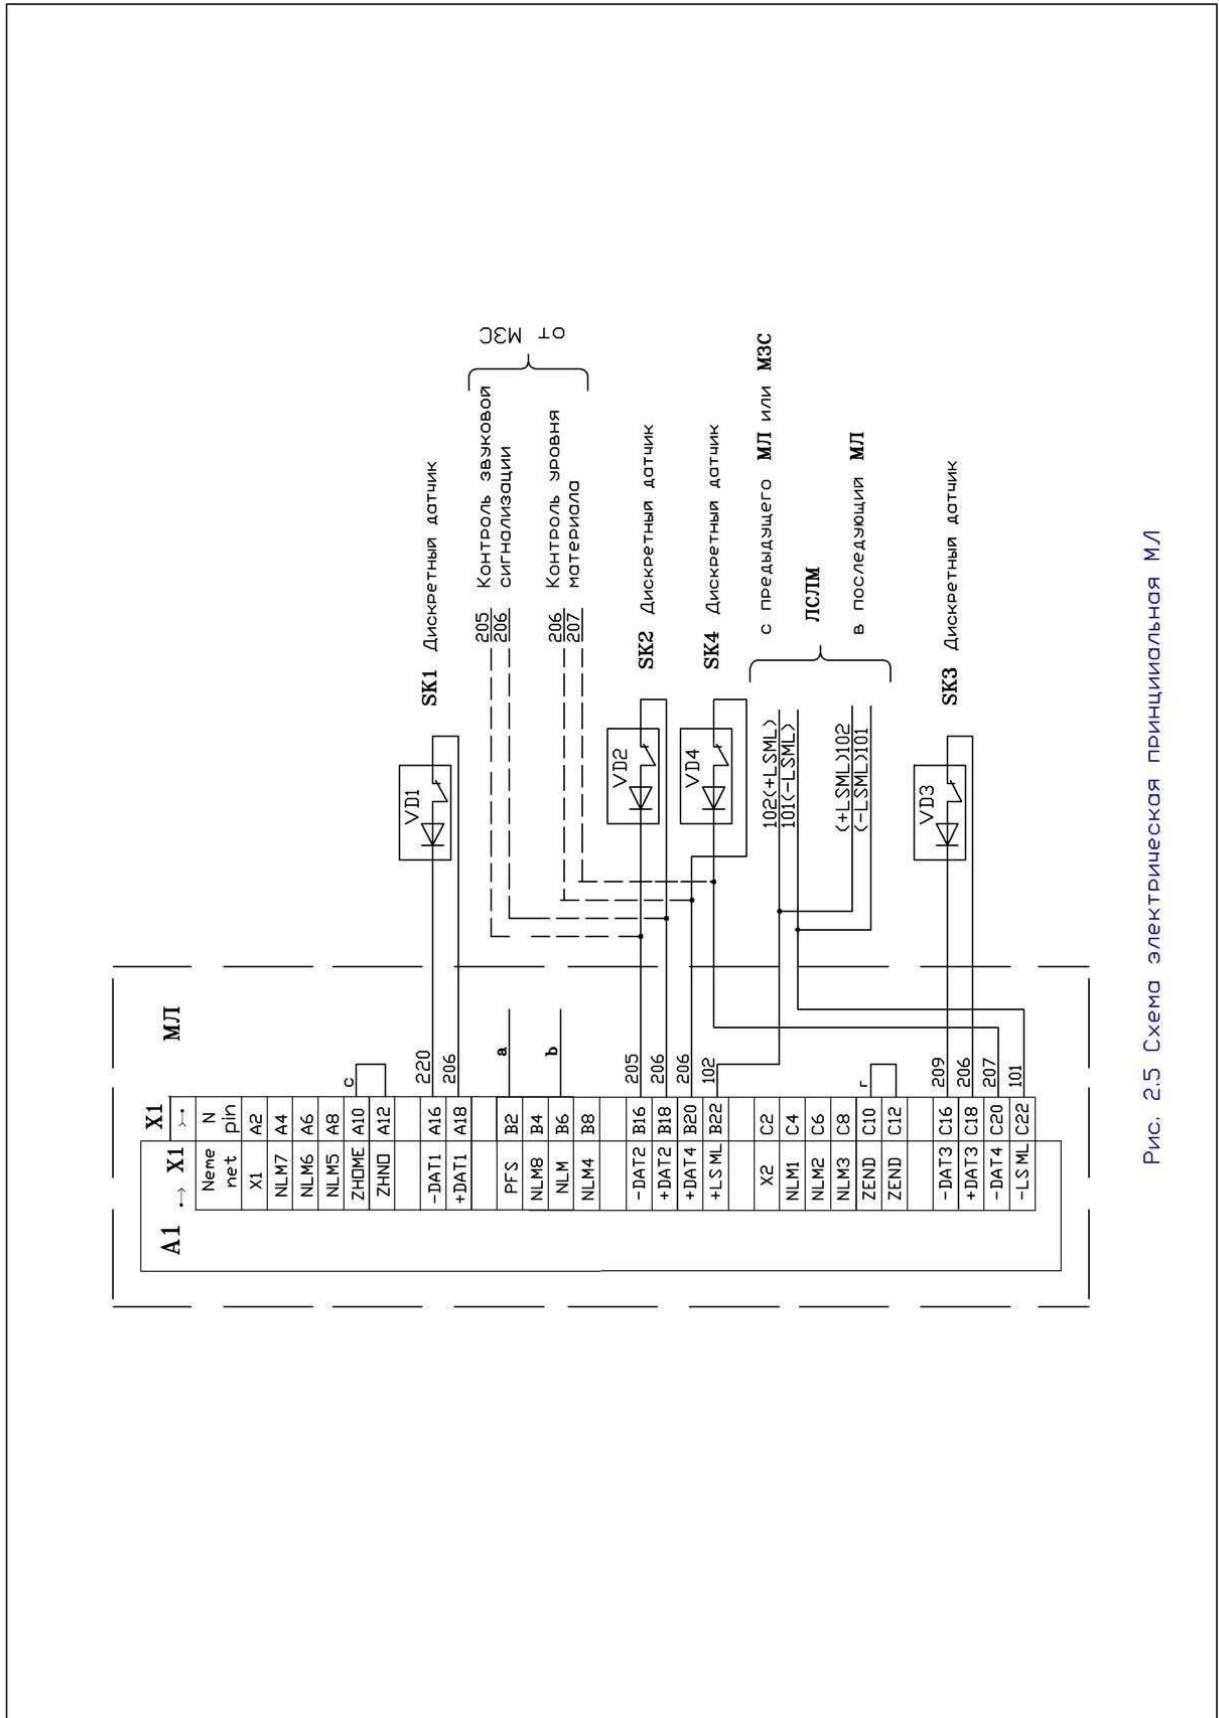 МЛ
A1
X1
X1
Neme net
N pin
X1 A2
NLM7 A4
NLM6 A6
NLM5 A8
ZHOME A10
ZHNO A12
-DAT1 A16
+DAT1 A18
PFS B2
NLM8 B4
NLM B6
NLM4 B8
-DAT2 B16
+DAT2 B18
+DAT4 B20
+LSML B22
X2 C2
NLM1 C4
NLM2 C6
NLM3 C8
ZEND C10
ZEND C12
-DAT3 C16
+DAT3 C18
-DAT4 C20
-LSML C22
c
220
206
a
b
205
206
206
102
r
209
206
207
101
VD1
SK1 Дискретный датчик
205 Контроль звуковой
206 сигнализации
206 Контроль уровня
207 материала
от МЗС
VD2
SK2 Дискретный датчик
VD4
SK4 Дискретный датчик
102(+LSML)
101(-LSML)
с предыдущего МЛ или МЗС
ЛСЛМ
(+LSML)102
(-LSML)101
в последующий МЛ
VD3
SK3 Дискретный датчик
Рис. 2.5 Схема электрическая принцииальная МЛ